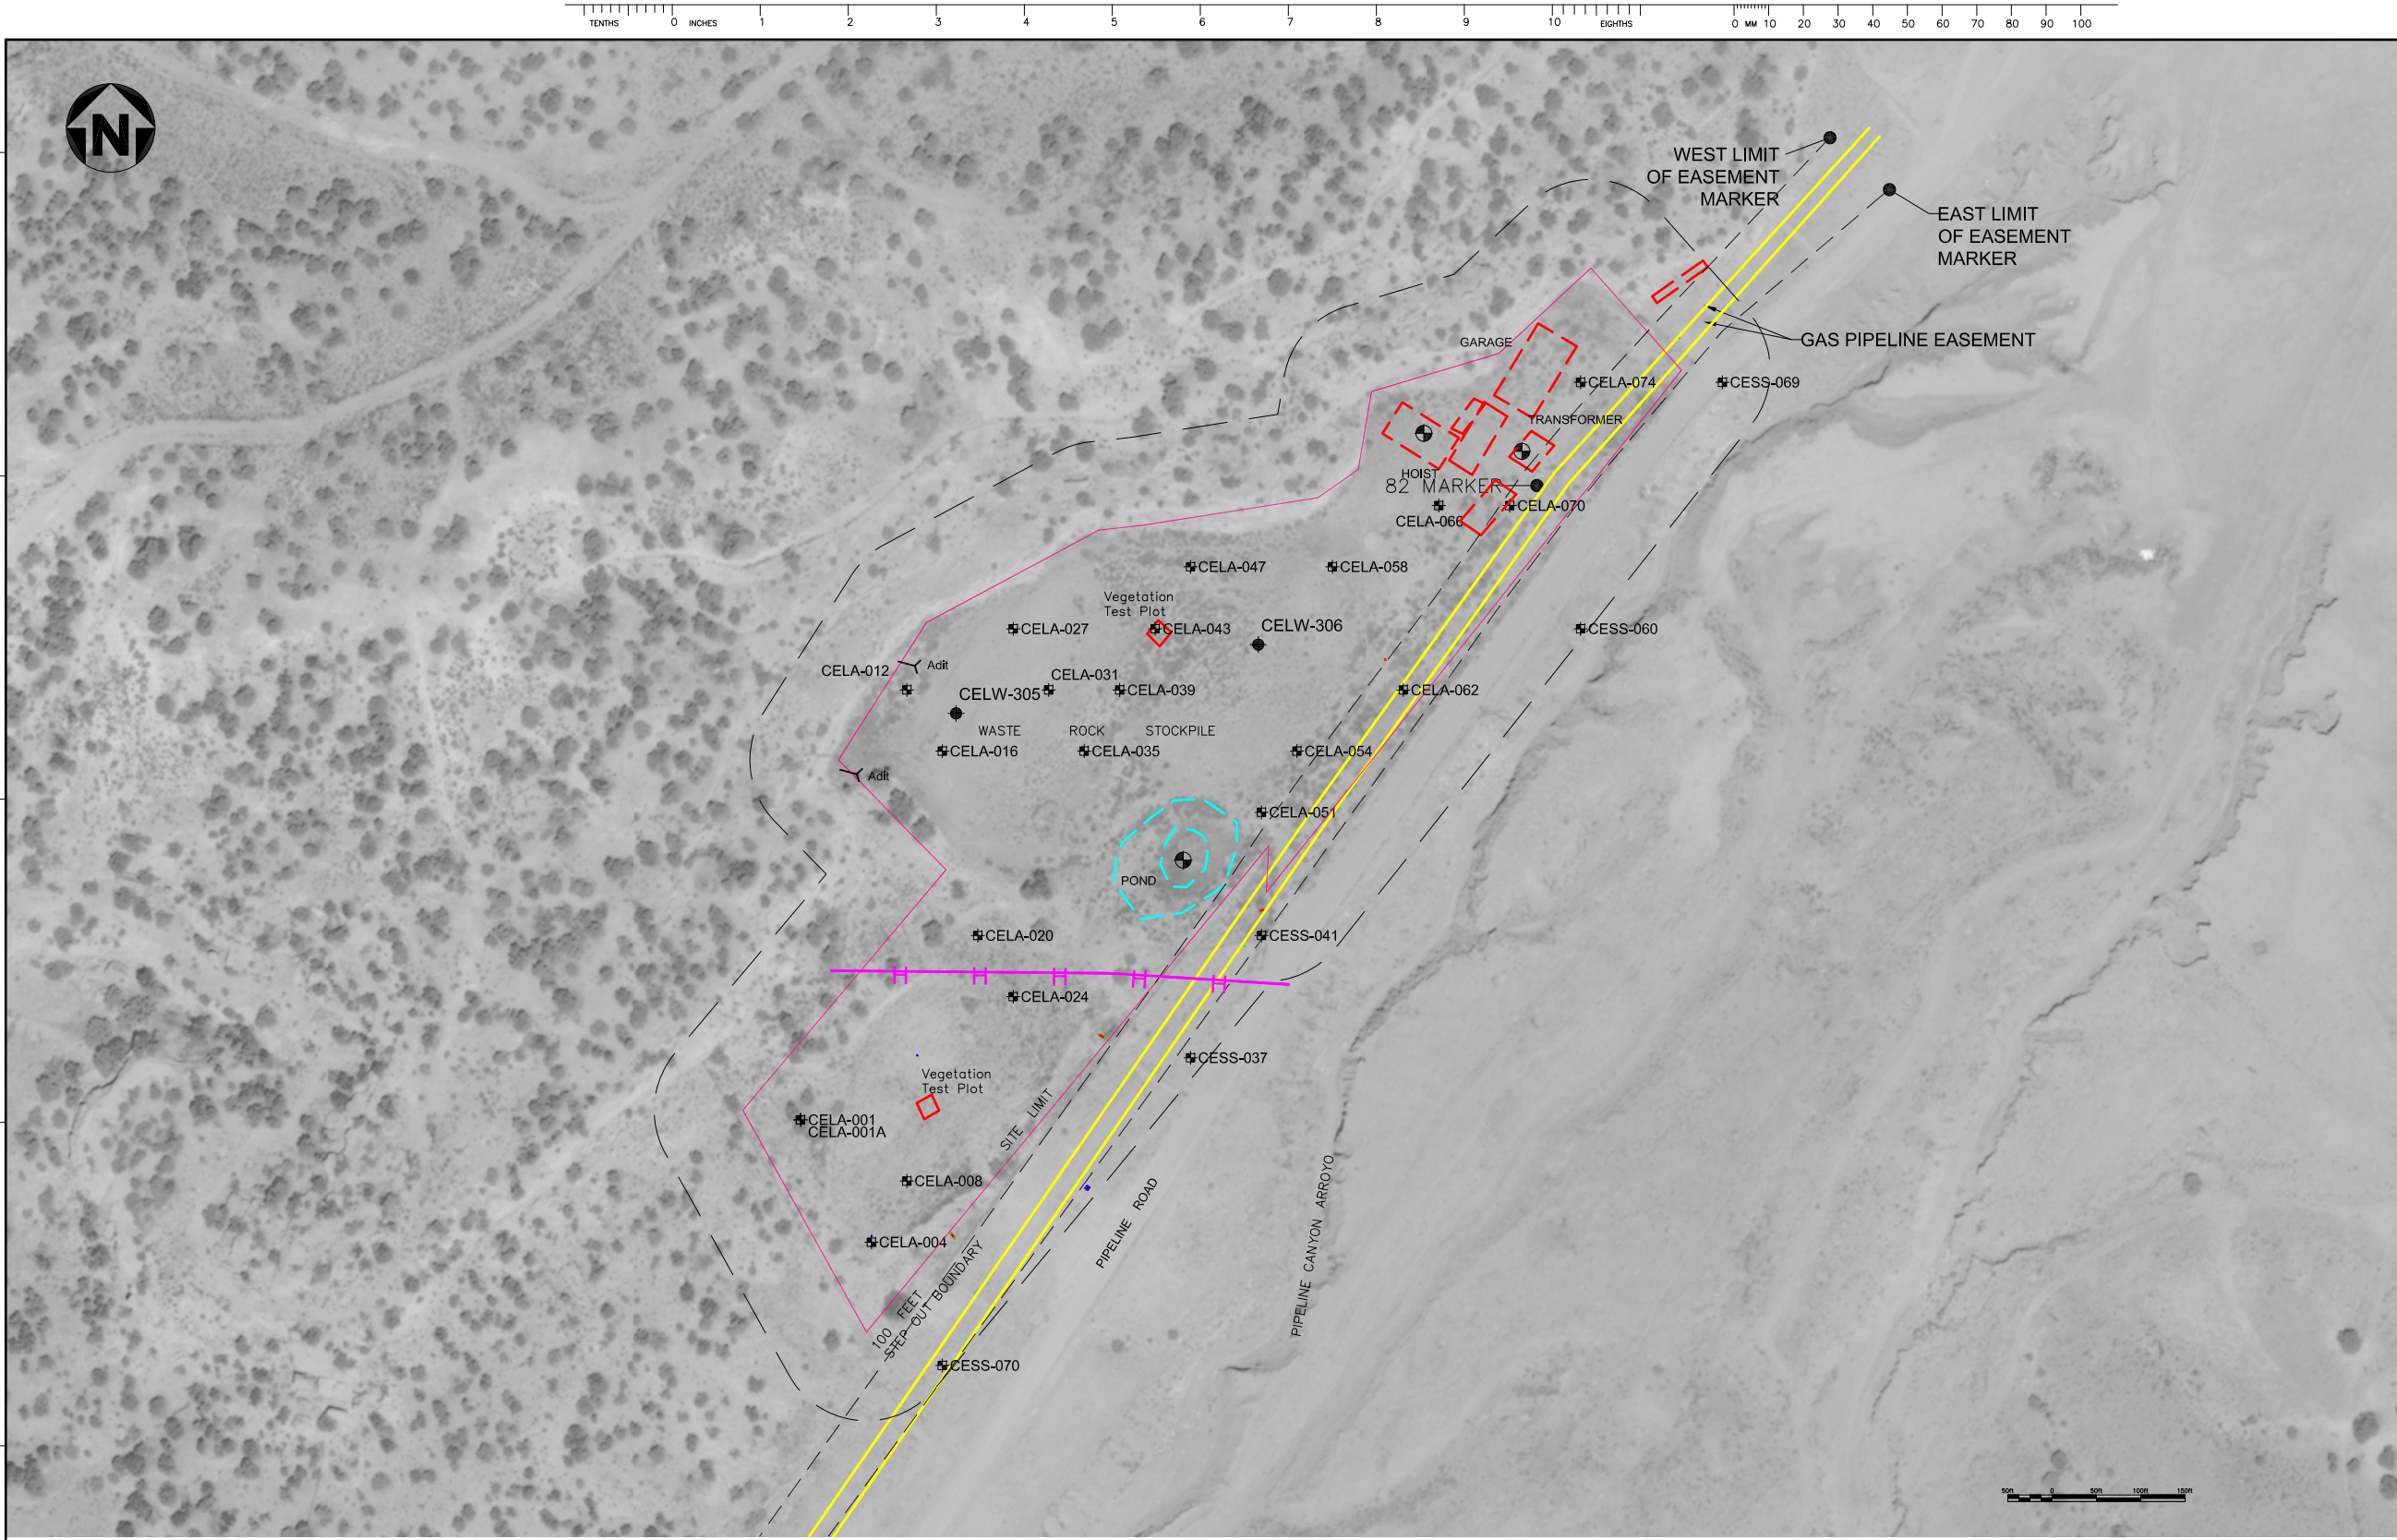 TENTHS 0 INCHES 1 2 3 4 5 6 7 8 9 10 EIGHTHS 0 MM 10 20 30 40 50 60 70 80 90 100
N
WEST LIMIT
OF EASEMENT
MARKER
EAST LIMIT
OF EASEMENT
MARKER
GAS PIPELINE EASEMENT
GARAGE
CELA-074
CESS-069
TRANSFORMER
HOIST
82 MARKER
CELA-070
CELA-066
CELA-047
CELA-058
Vegetation
Test Plot
CELA-027
CELA-043
CELW-306
CESS-060
Adit
CELA-012
CELA-031
CELW-305
CELA-039
CELA-062
WASTE ROCK STOCKPILE
CELA-016
CELA-035
CELA-054
Adit
CELA-051
POND
CELA-020
CESS-041
CELA-024
CESS-037
Vegetation
Test Plot
CELA-001
CELA-001A
SITE LIMIT
CELA-008
PIPELINE ROAD
PIPELINE CANYON ARROYO
CELA-004
100 FEET
STEP OUT BOUNDARY
CESS-070
50ft 0 50ft 100ft 150ft